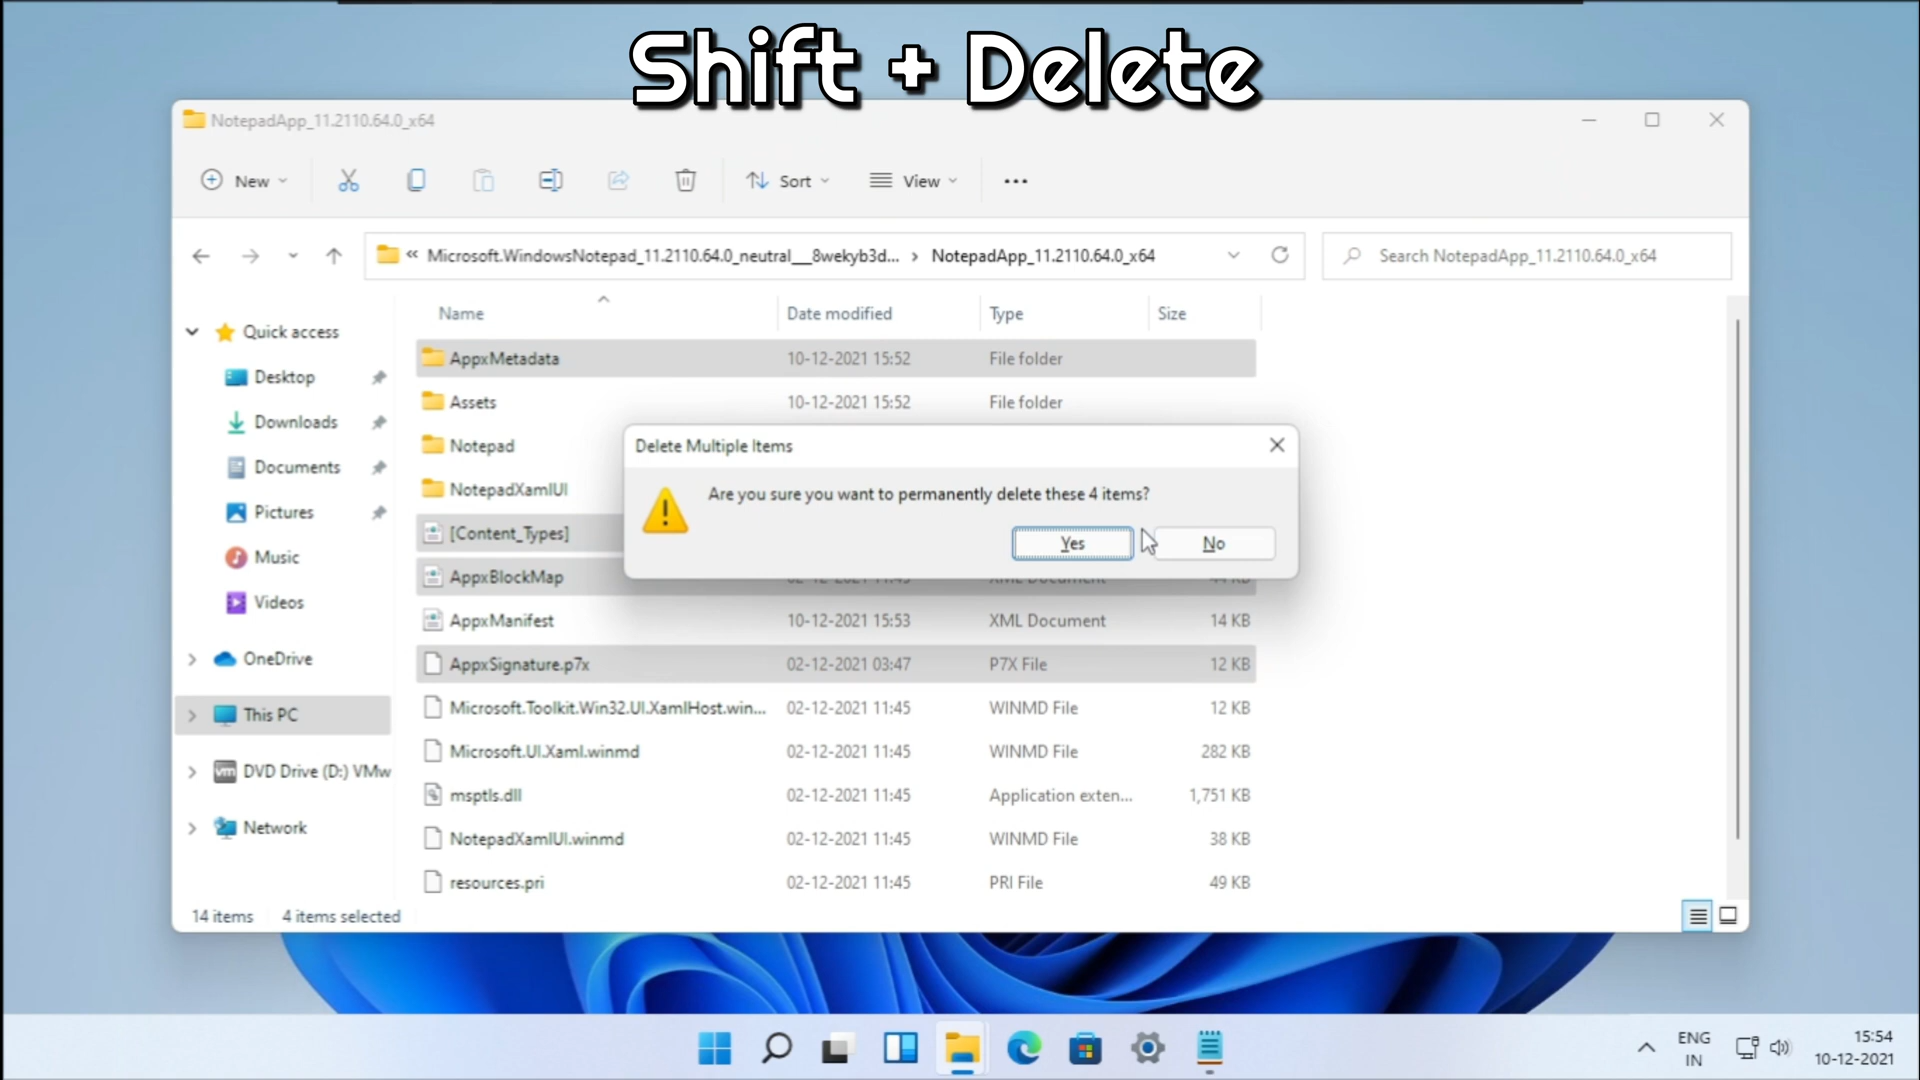 Shift + Delete
NotepadApp_11.2110.64.0_x64
New
Sort
View
« Microsoft.WindowsNotepad_11.2110.64.0_neutral___8wekyb3d... › NotepadApp_11.2110.64.0_x64
Search NotepadApp_11.2110.64.0_x64
Name Date modified Type Size
Quick access
Desktop
Downloads
Documents
Pictures
Music
Videos
OneDrive
This PC
DVD Drive (D:) VMw
Network
AppxMetadata 10-12-2021 15:52 File folder
Assets 10-12-2021 15:52 File folder
Notepad
NotepadXamlUI
[Content_Types]
AppxBlockMap
AppxManifest 10-12-2021 15:53 XML Document 14 KB
AppxSignature.p7x 02-12-2021 03:47 P7X File 12 KB
Microsoft.Toolkit.Win32.UI.XamlHost.win... 02-12-2021 11:45 WINMD File 12 KB
Microsoft.UI.Xaml.winmd 02-12-2021 11:45 WINMD File 282 KB
msptls.dll 02-12-2021 11:45 Application exten... 1,751 KB
NotepadXamlUI.winmd 02-12-2021 11:45 WINMD File 38 KB
resources.pri 02-12-2021 11:45 PRI File 49 KB
Delete Multiple Items
Are you sure you want to permanently delete these 4 items?
Yes
No
14 items 4 items selected
vm
ENG
IN
15:54
10-12-2021